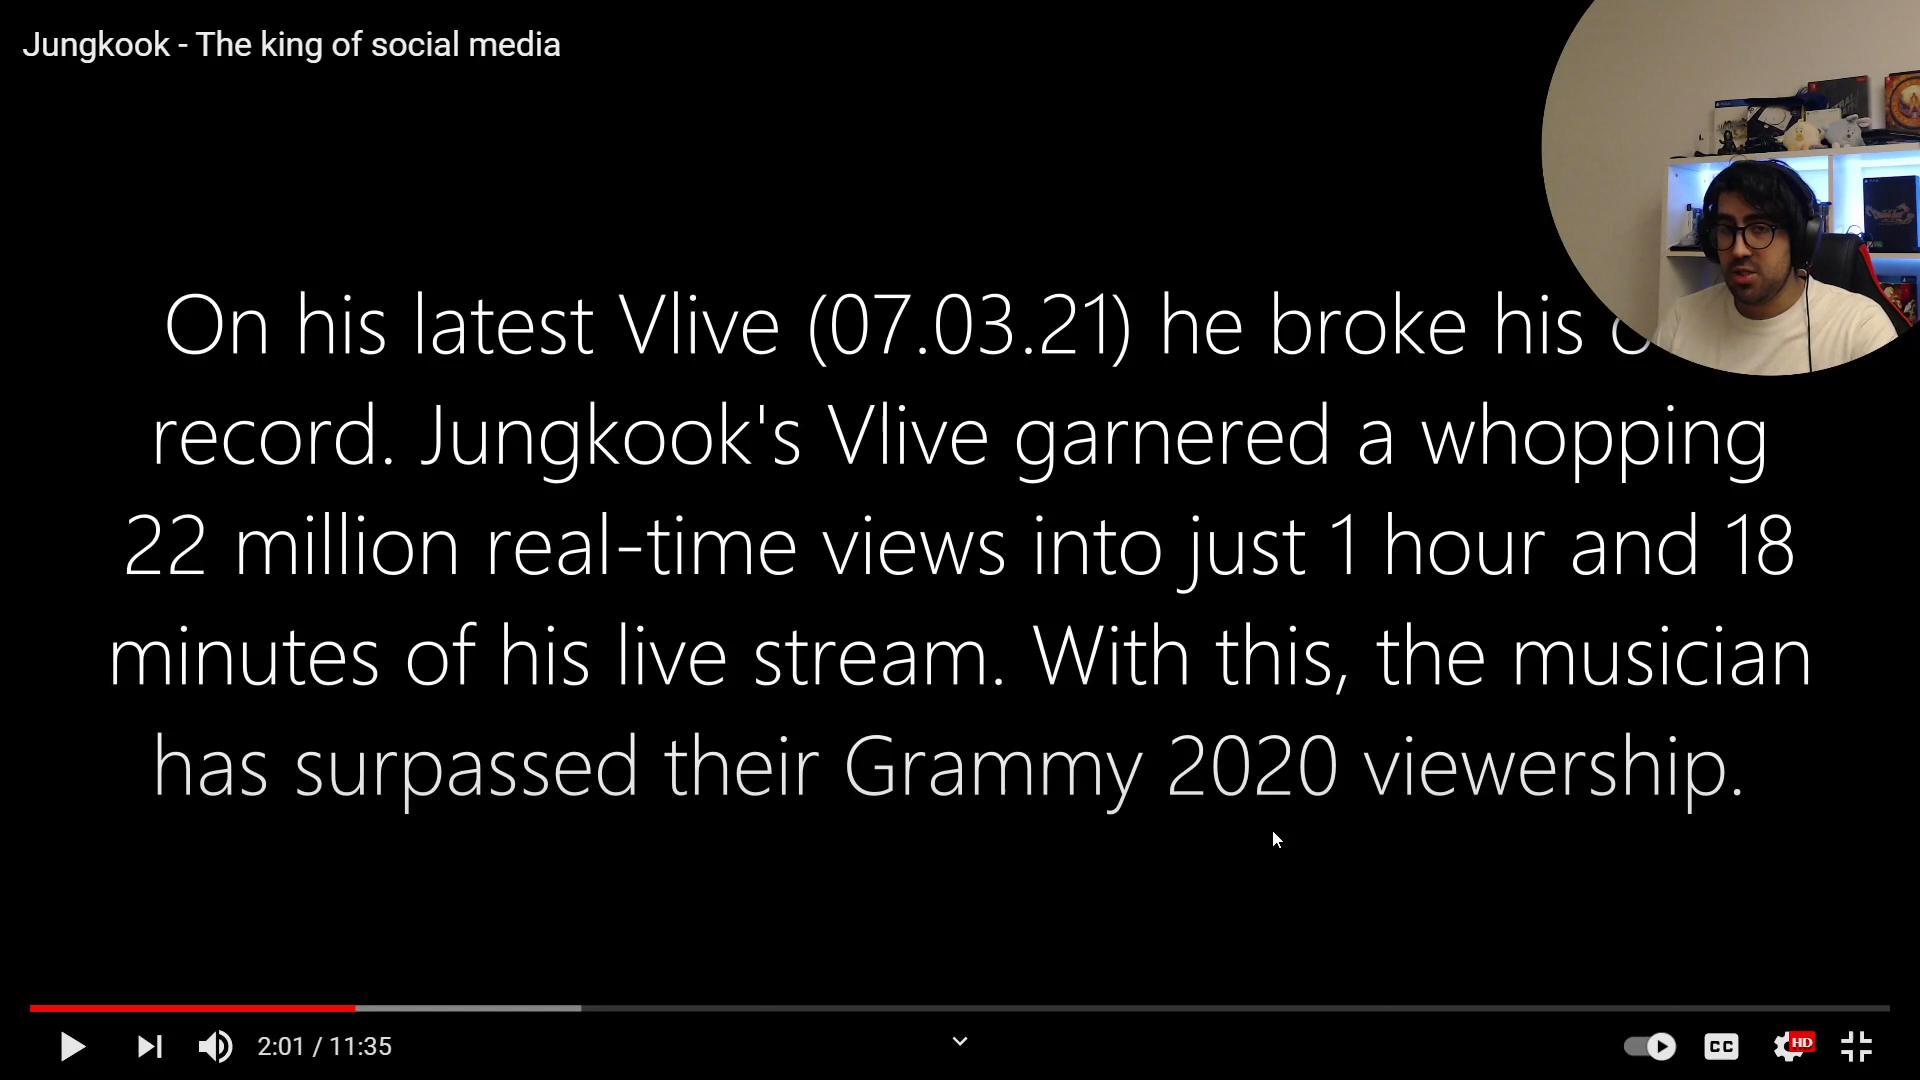 Jungkook - The king of social media
On his latest Vlive (07.03.21) he broke his
record. Jungkook's Vlive garnered a whopping
22 million real-time views into just 1 hour and 18
minutes of his live stream. With this, the musician
has surpassed their Grammy 2020 viewership.
2:01 / 11:35
CC
HD